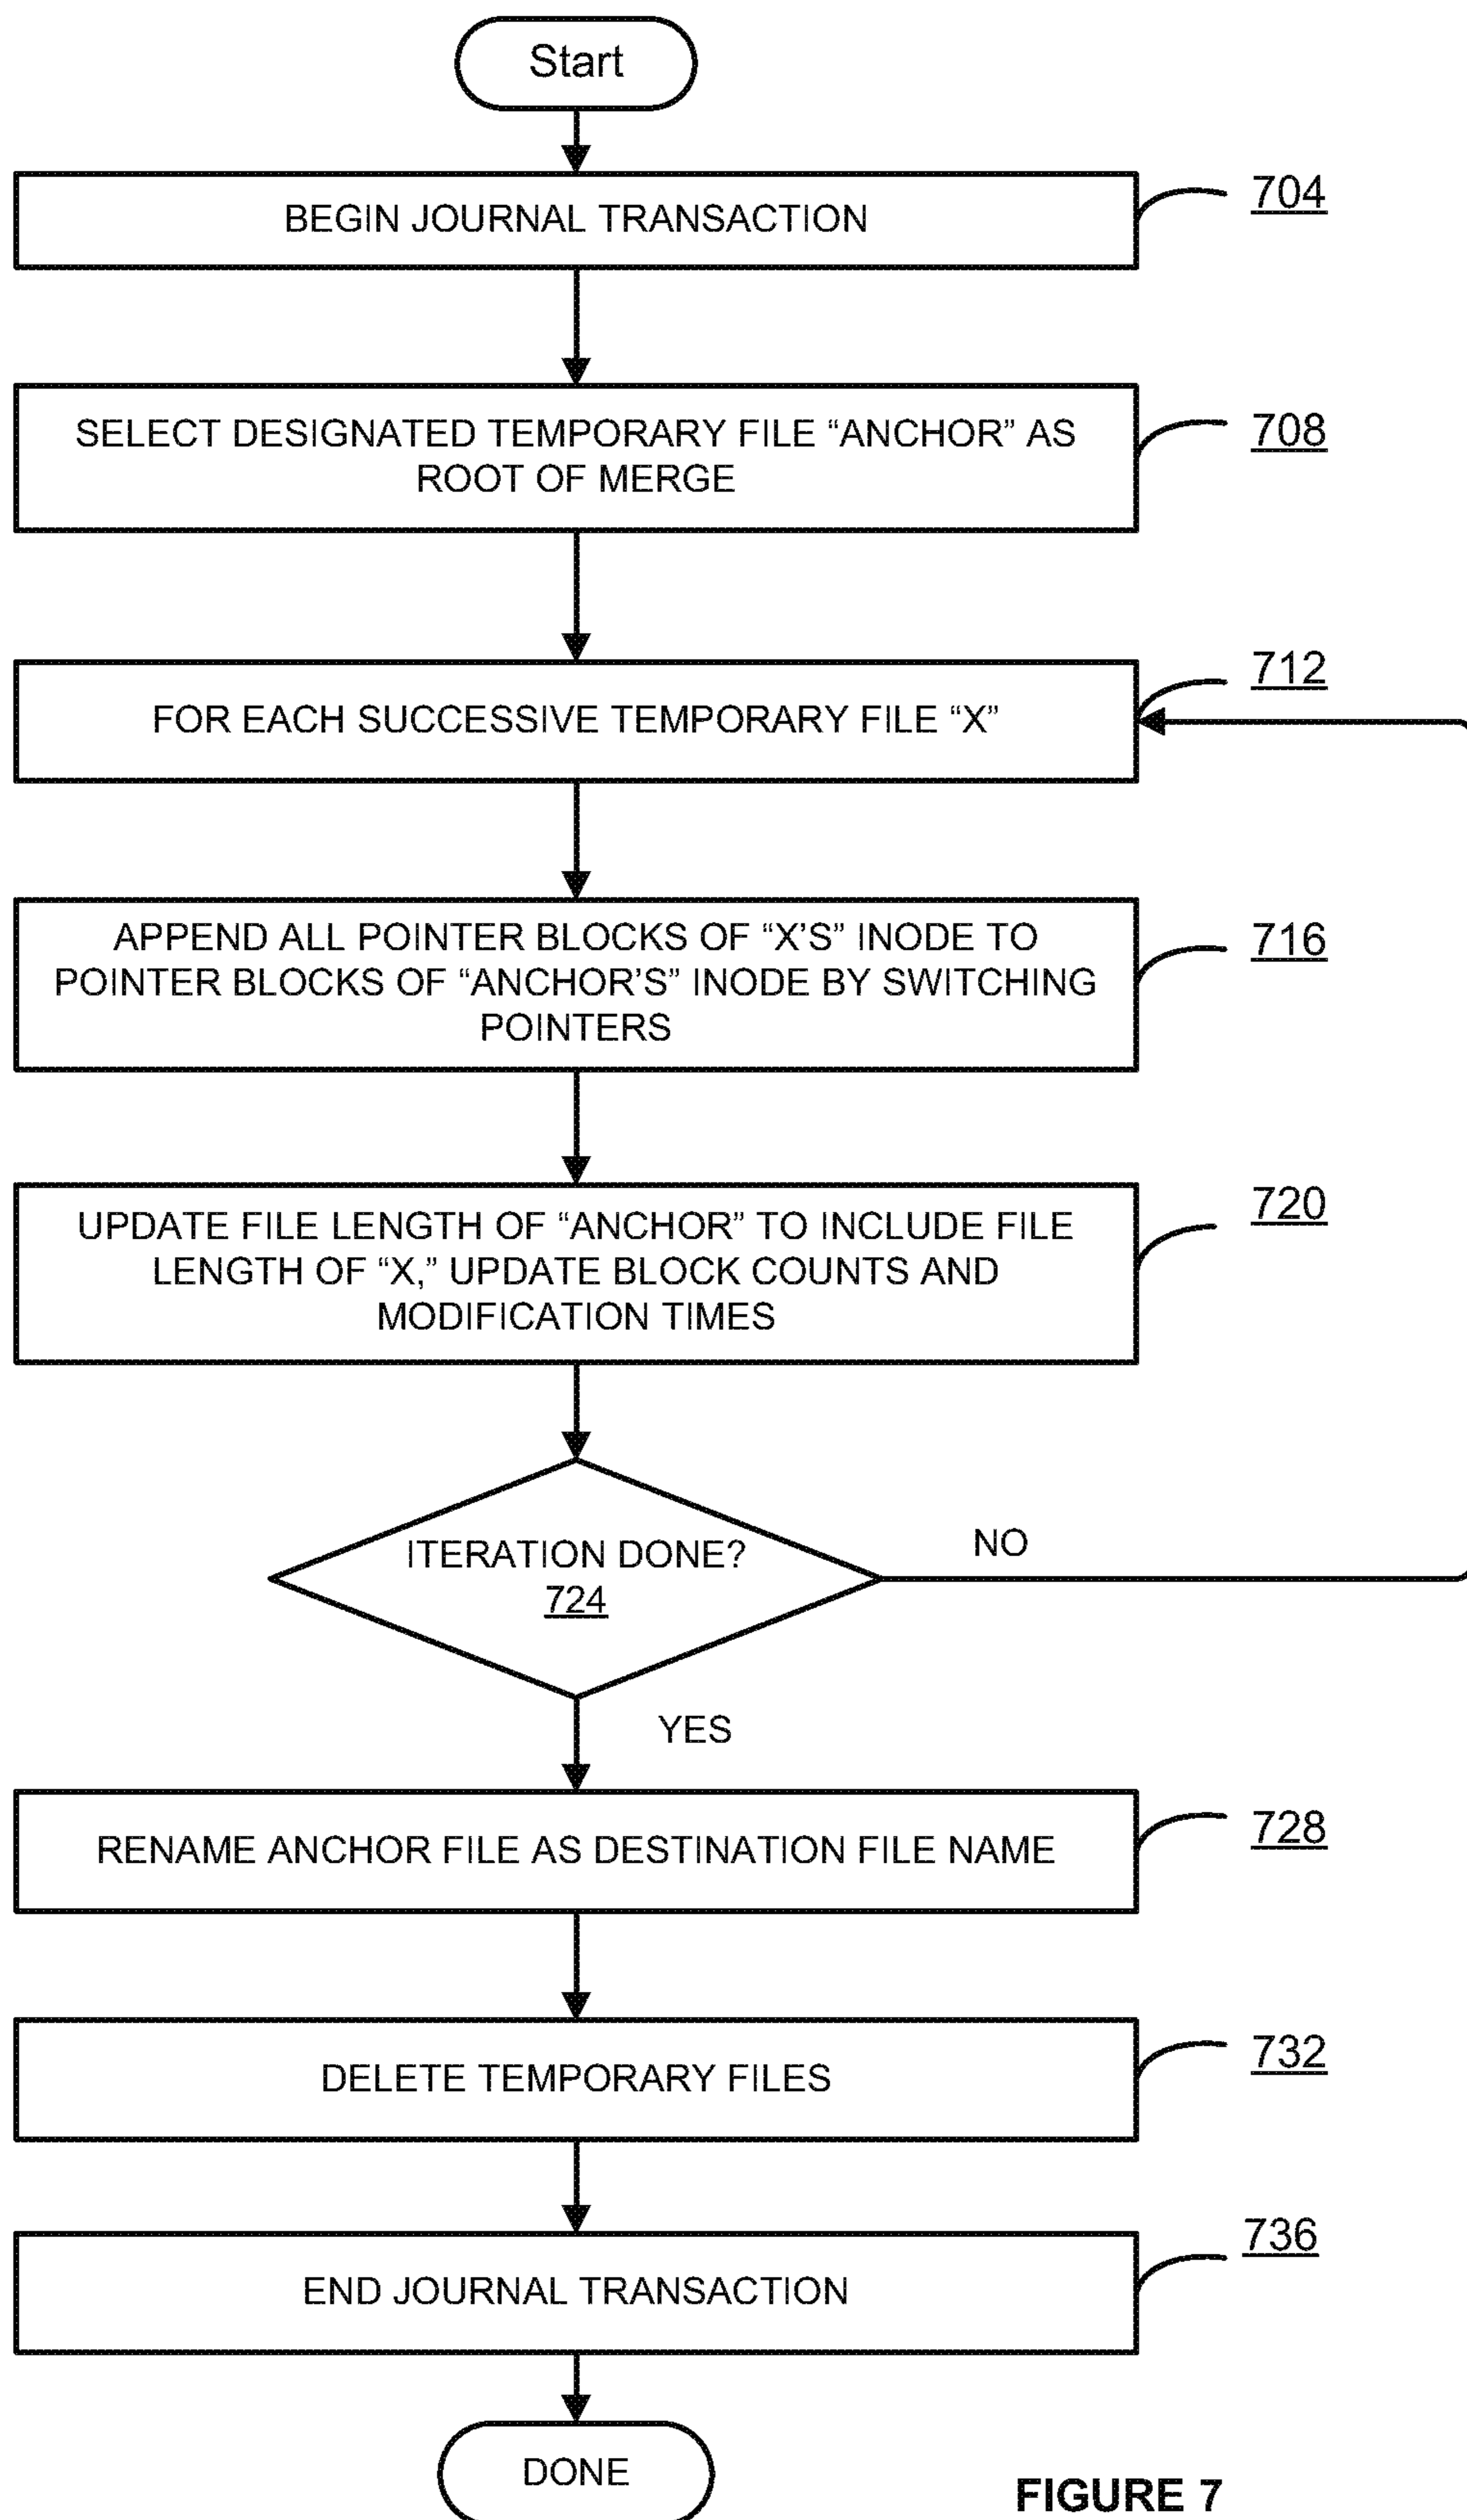 Start
BEGIN JOURNAL TRANSACTION
704
SELECT DESIGNATED TEMPORARY FILE “ANCHOR” AS
ROOT OF MERGE
708
FOR EACH SUCCESSIVE TEMPORARY FILE “X”
712
APPEND ALL POINTER BLOCKS OF “X’S” INODE TO
POINTER BLOCKS OF “ANCHOR’S” INODE BY SWITCHING
POINTERS
716
UPDATE FILE LENGTH OF “ANCHOR” TO INCLUDE FILE
LENGTH OF “X,” UPDATE BLOCK COUNTS AND
MODIFICATION TIMES
720
ITERATION DONE?
724
NO
YES
RENAME ANCHOR FILE AS DESTINATION FILE NAME
728
DELETE TEMPORARY FILES
732
END JOURNAL TRANSACTION
736
DONE
FIGURE 7